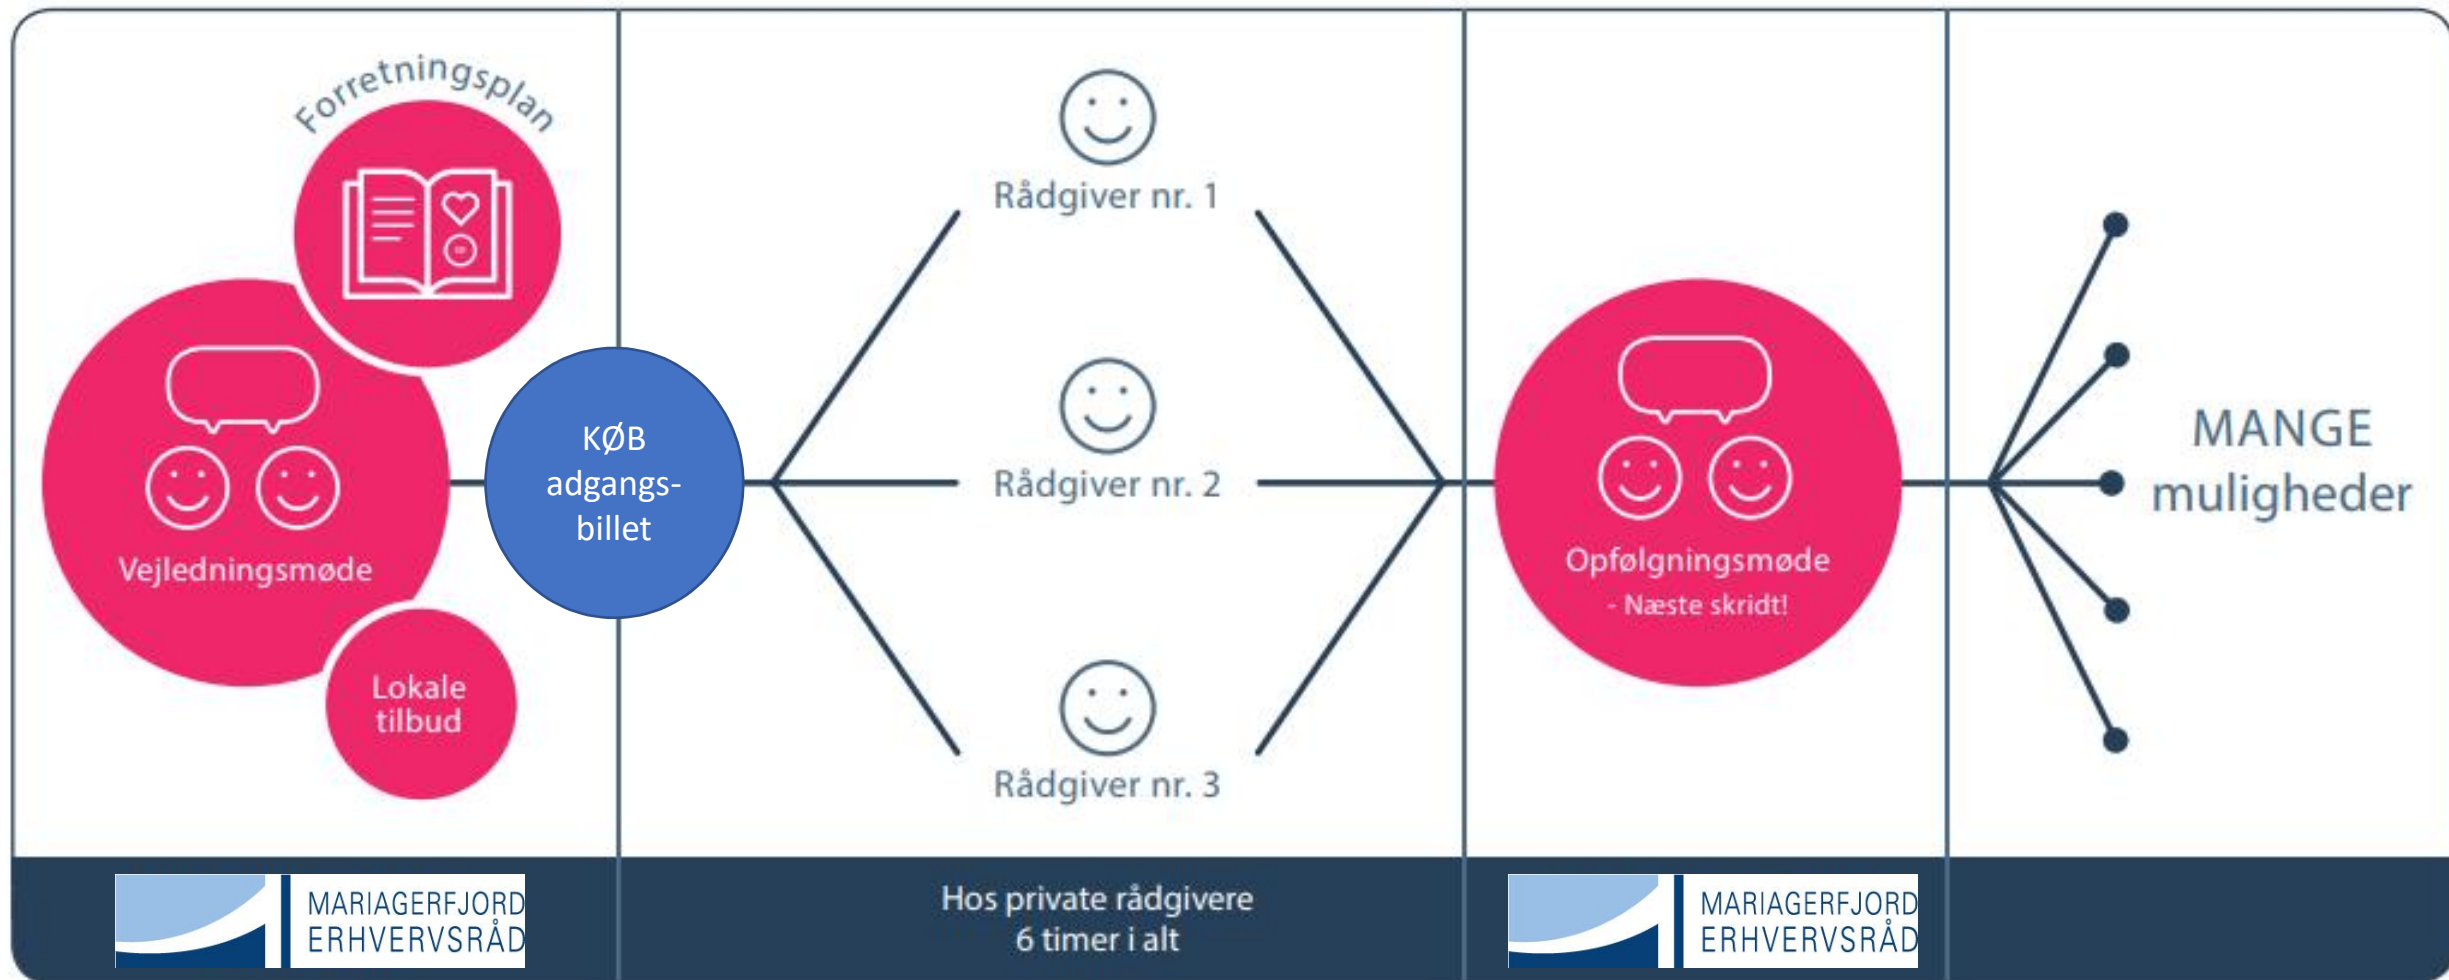 Forretningsplan
Vejledningsmøde
Lokale
tilbud
KØB
adgangs-
billet
Rådgiver nr. 1
Rådgiver nr. 2
Rådgiver nr. 3
Opfølgningsmøde
- Næste skridt!
MANGE
muligheder
MARIAGERFJORD
ERHVERVSRÅD
Hos private rådgivere
6 timer i alt
MARIAGERFJORD
ERHVERVSRÅD